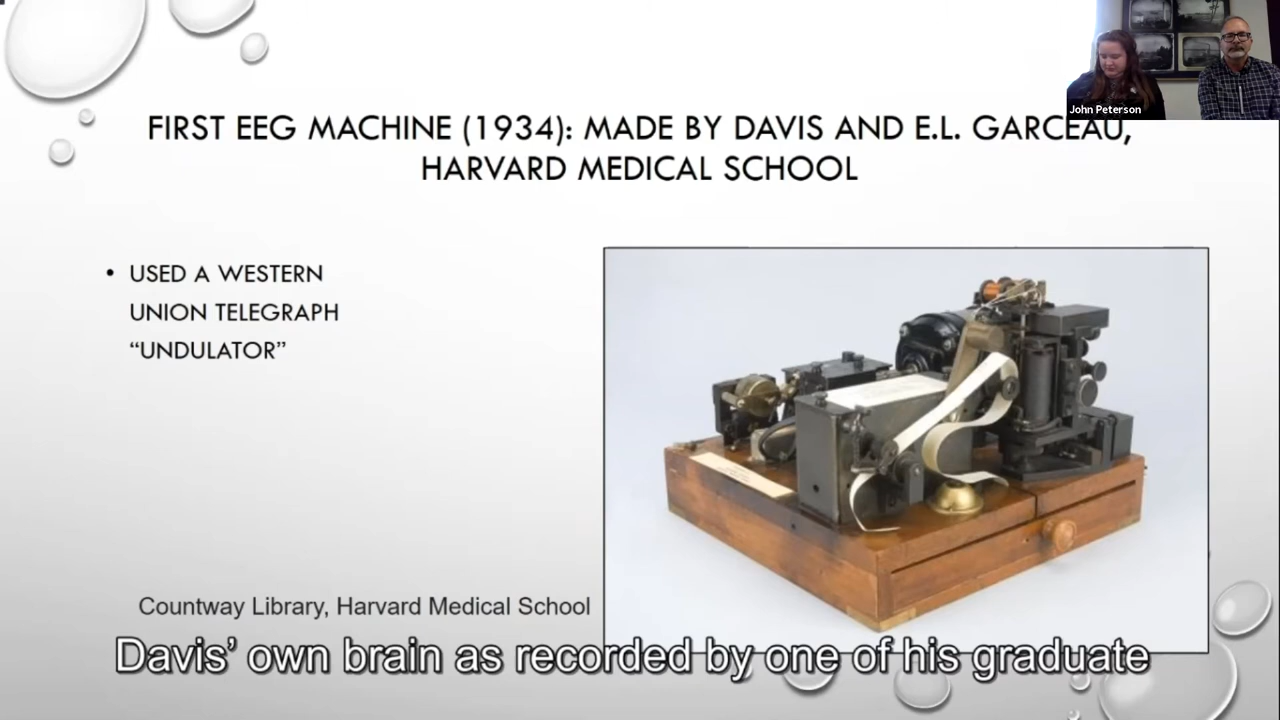 John Peterson
FIRST EEG MACHINE (1934): MADE BY DAVIS AND E.L. GARCEAU,
HARVARD MEDICAL SCHOOL
• USED A WESTERN
UNION TELEGRAPH
“UNDULATOR”
Countway Library, Harvard Medical School
Davis’ own brain as recorded by one of his graduate